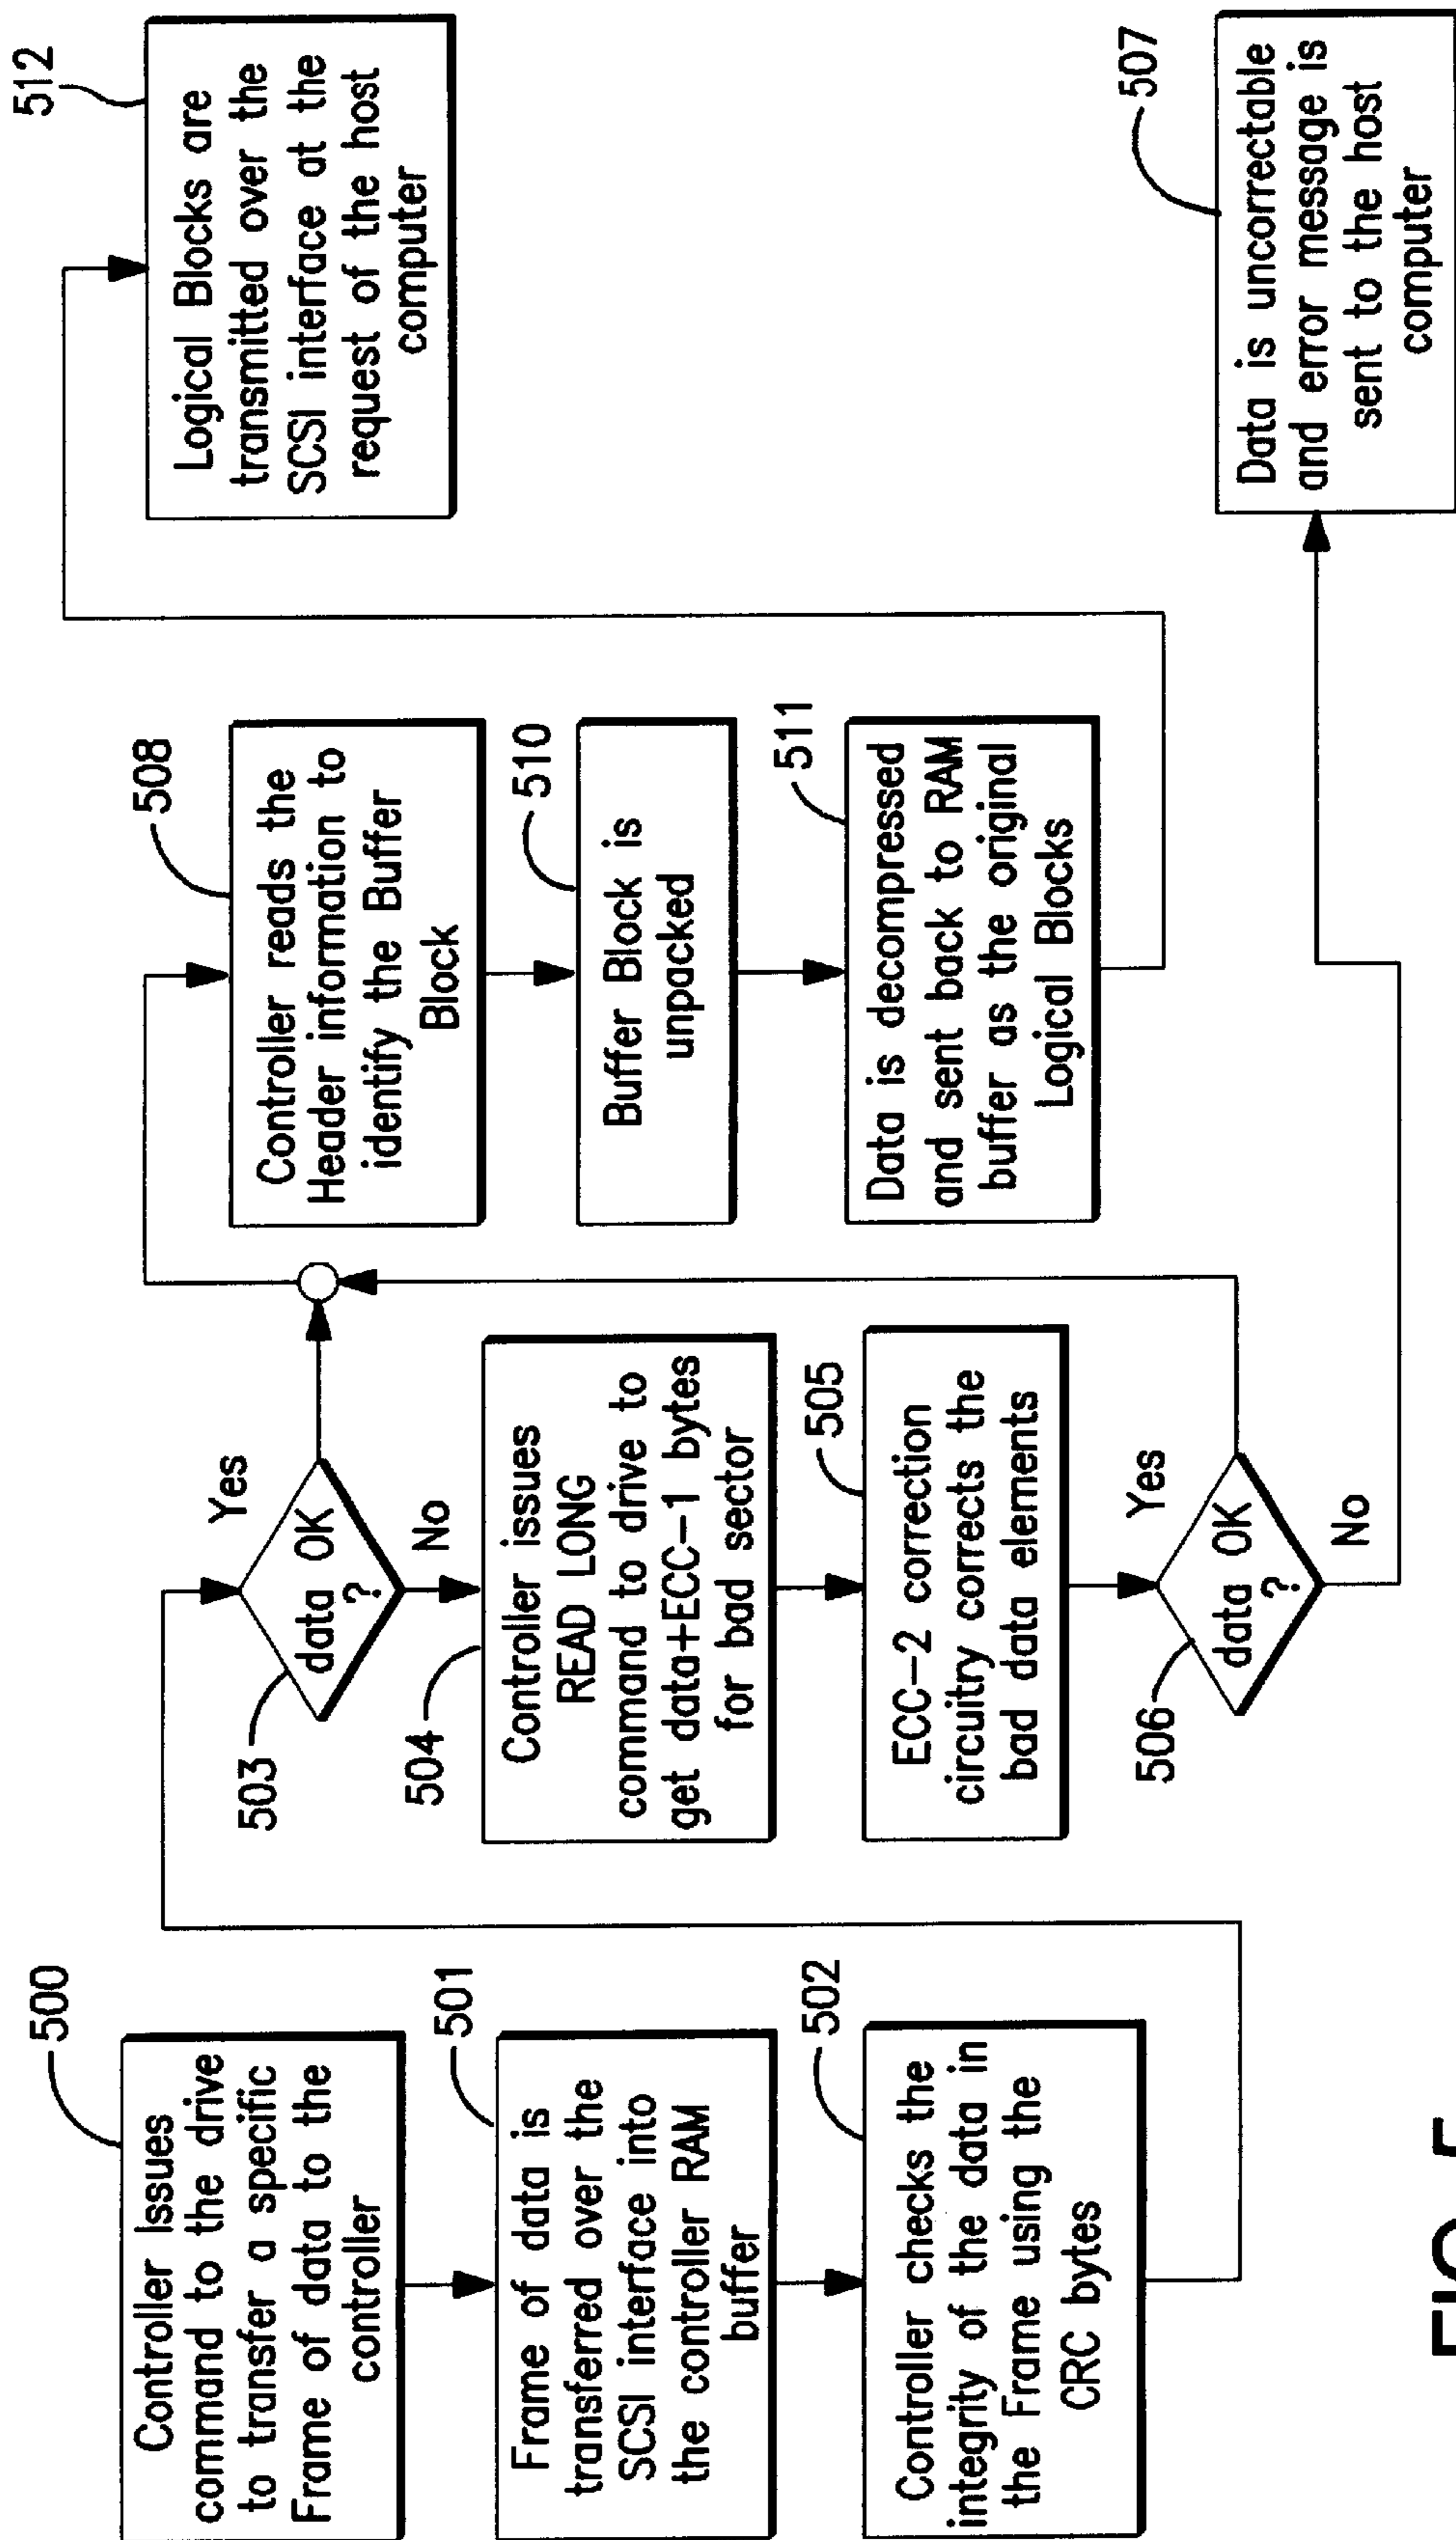 500
Controller Issues
command to the drive
to transfer a specific
Frame of data to the
controller
501
Frame of data is
transferred over the
SCSI interface into
the controller RAM
buffer
502
Controller checks the
integrity of the data in
the Frame using the
CRC bytes
503
data OK
?
Yes
No
504
Controller issues
READ LONG
command to drive to
get data+ECC-1 bytes
for bad sector
505
ECC-2 correction
circuitry corrects the
bad data elements
506
data OK
?
Yes
No
508
Controller reads the
Header information to
identify the Buffer
Block
510
Buffer Block is
unpacked
511
Data is decompressed
and sent back to RAM
buffer as the original
Logical Blocks
512
Logical Blocks are
transmitted over the
SCSI interface at the
request of the host
computer
507
Data is uncorrectable
and error message is
sent to the host
computer